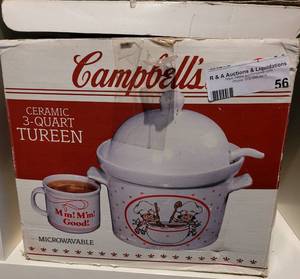 Campbell's
R & A Auctions & Liquidations
56
CERAMIC
3-QUART
TUREEN
M'm! M'm!
Good!
MICROWAVABLE